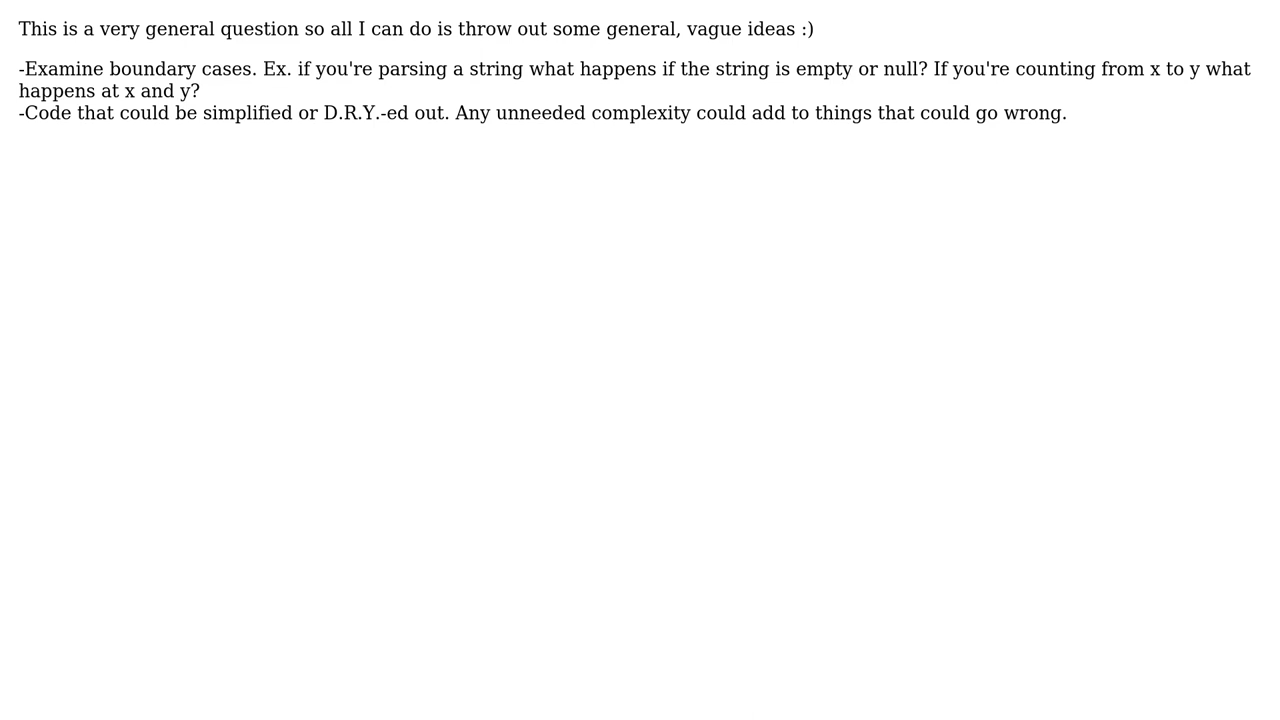 This is a very general question so all I can do is throw out some general, vague ideas :)
-Examine boundary cases. Ex. if you're parsing a string what happens if the string is empty or null? If you're counting from x to y what
happens at x and y?
-Code that could be simplified or D.R.Y.-ed out. Any unneeded complexity could add to things that could go wrong.